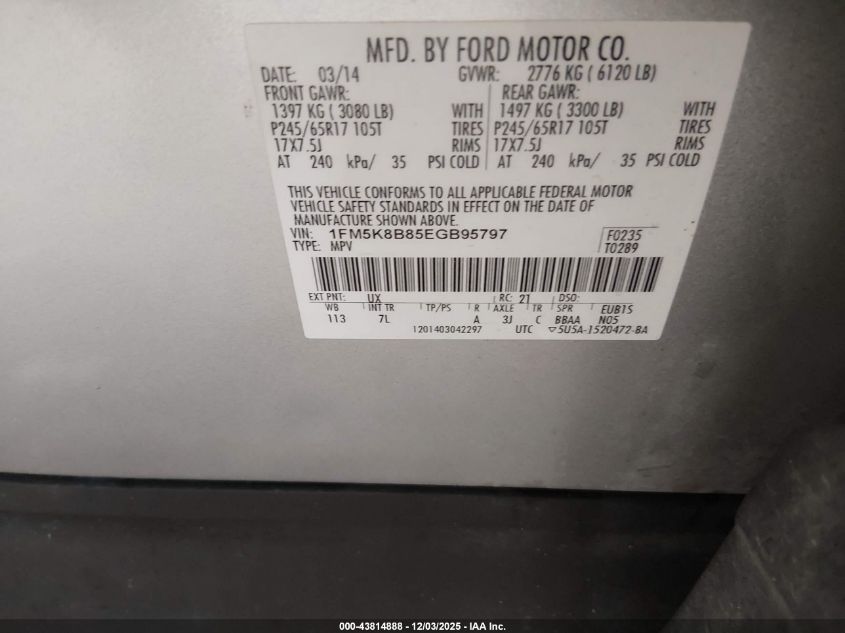 MFD. BY FORD MOTOR CO.
DATE: 03/14 GVWR: 2776 KG ( 6120 LB)
FRONT GAWR: REAR GAWR:
1397 KG ( 3080 LB) WITH 1497 KG ( 3300 LB) WITH
P245/65R17 105T TIRES P245/65R17 105T TIRES
17X7.5J RIMS 17X7.5J RIMS
AT 240 kPa/ 35 PSI COLD AT 240 kPa/ 35 PSI COLD
THIS VEHICLE CONFORMS TO ALL APPLICABLE FEDERAL MOTOR
VEHICLE SAFETY STANDARDS IN EFFECT ON THE DATE OF
MANUFACTURE SHOWN ABOVE.
VIN: 1FM5K8B85EGB95797 F0235
TYPE: MPV T0289
EXT PNT: UX RC: 21 DSO:
WB INT TR TP/PS R AXLE TR SPR EUB1S
113 7L A 3J C BBAA N05
1201403042297 UTC ▽5U5A-1520472-BA
000-43814888 - 12/03/2025 - IAA Inc.